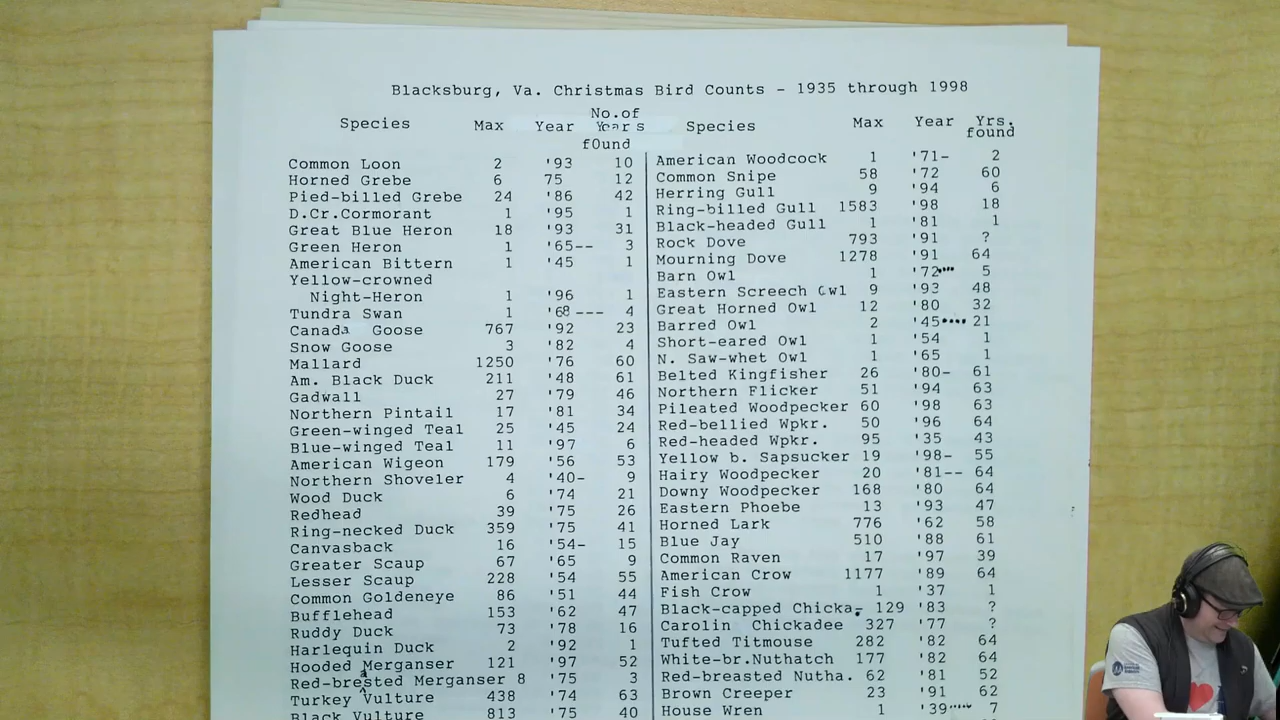 Blacksburg, Va. Christmas Bird Counts - 1935 through 1998
Species Max Year No.of Years f0und
Common Loon 2 '93 10
Horned Grebe 6 75 12
Pied-billed Grebe 24 '86 42
D.Cr.Cormorant 1 '95 1
Great Blue Heron 18 '93 31
Green Heron 1 '65-- 3
American Bittern 1 '45 1
Yellow-crowned
Night-Heron 1 '96 1
Tundra Swan 1 '68 --- 4
Canada Goose 767 '92 23
Snow Goose 3 '82 4
Mallard 1250 '76 60
Am. Black Duck 211 '48 61
Gadwall 27 '79 46
Northern Pintail 17 '81 34
Green-winged Teal 25 '45 24
Blue-winged Teal 11 '97 6
American Wigeon 179 '56 53
Northern Shoveler 4 '40- 9
Wood Duck 6 '74 21
Redhead 39 '75 26
Ring-necked Duck 359 '75 41
Canvasback 16 '54- 15
Greater Scaup 67 '65 9
Lesser Scaup 228 '54 55
Common Goldeneye 86 '51 44
Bufflehead 153 '62 47
Ruddy Duck 73 '78 16
Harlequin Duck 2 '92 1
Hooded Merganser 121 '97 52
Red-breasted Merganser 8 '75 3
Turkey Vulture 438 '74 63
Black Vulture 813 '75 40
Species Max Year Yrs. found
American Woodcock 1 '71- 2
Common Snipe 58 '72 60
Herring Gull 9 '94 6
Ring-billed Gull 1583 '98 18
Black-headed Gull 1 '81 1
Rock Dove 793 '91 ?
Mourning Dove 1278 '91 64
Barn Owl 1 '72•••• 5
Eastern Screech Owl 9 '93 48
Great Horned Owl 12 '80 32
Barred Owl 2 '45•••• 21
Short-eared Owl 1 '54 1
N. Saw-whet Owl 1 '65 1
Belted Kingfisher 26 '80- 61
Northern Flicker 51 '94 63
Pileated Woodpecker 60 '98 63
Red-bellied Wpkr. 50 '96 64
Red-headed Wpkr. 95 '35 43
Yellow b. Sapsucker 19 '98- 55
Hairy Woodpecker 20 '81-- 64
Downy Woodpecker 168 '80 64
Eastern Phoebe 13 '93 47
Horned Lark 776 '62 58
Blue Jay 510 '88 61
Common Raven 17 '97 39
American Crow 1177 '89 64
Fish Crow 1 '37 1
Black-capped Chicka. 129 '83 ?
Carolin Chickadee 327 '77 ?
Tufted Titmouse 282 '82 64
White-br.Nuthatch 177 '82 64
Red-breasted Nutha. 62 '81 52
Brown Creeper 23 '91 62
House Wren 1 '39•••• 7